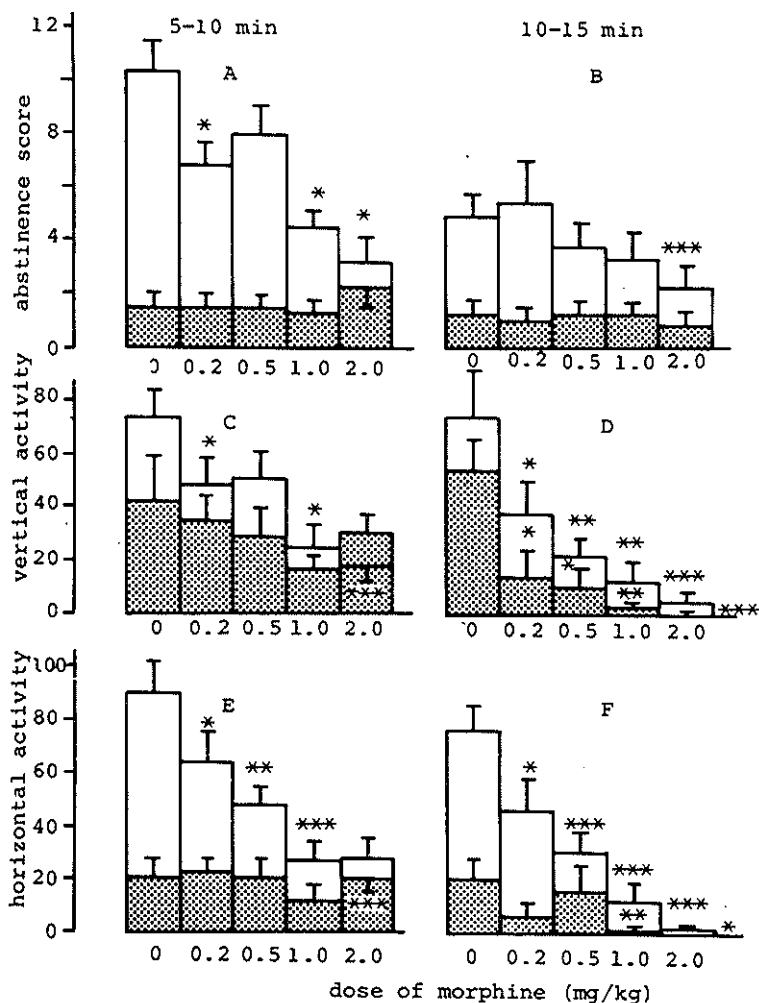 5-10 min 10-15 min
12
8
4
0
abstinence score
A
*
*
*
0 0.2 0.5 1.0 2.0
B
***
0 0.2 0.5 1.0 2.0
80
60
40
20
0
vertical activity
C
*
*
***
0 0.2 0.5 1.0 2.0
D
*
*
**
*
**
**
***
***
0 0.2 0.5 1.0 2.0
100
80
60
40
20
0
horizontal activity
E
*
**
***
***
0 0.2 0.5 1.0 2.0
F
*
***
***
**
***
*
0 0.2 0.5 1.0 2.0
dose of morphine (mg/kg)